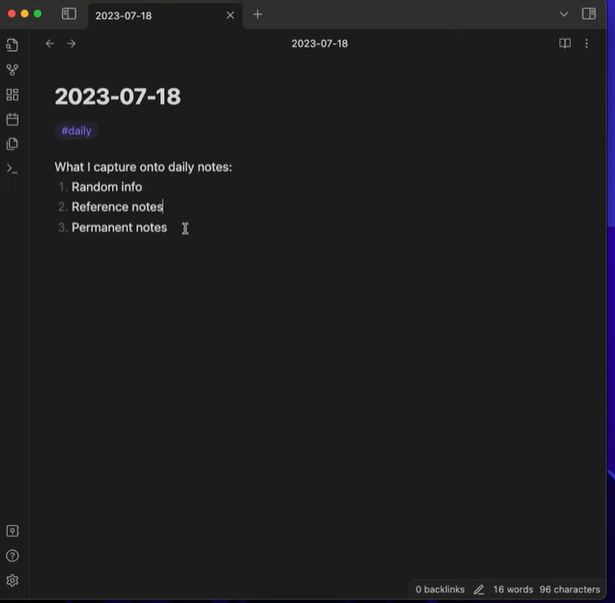 2023-07-18
2023-07-18
2023-07-18
#daily
What I capture onto daily notes:
1. Random info
2. Reference notes
3. Permanent notes
0 backlinks 16 words 96 characters